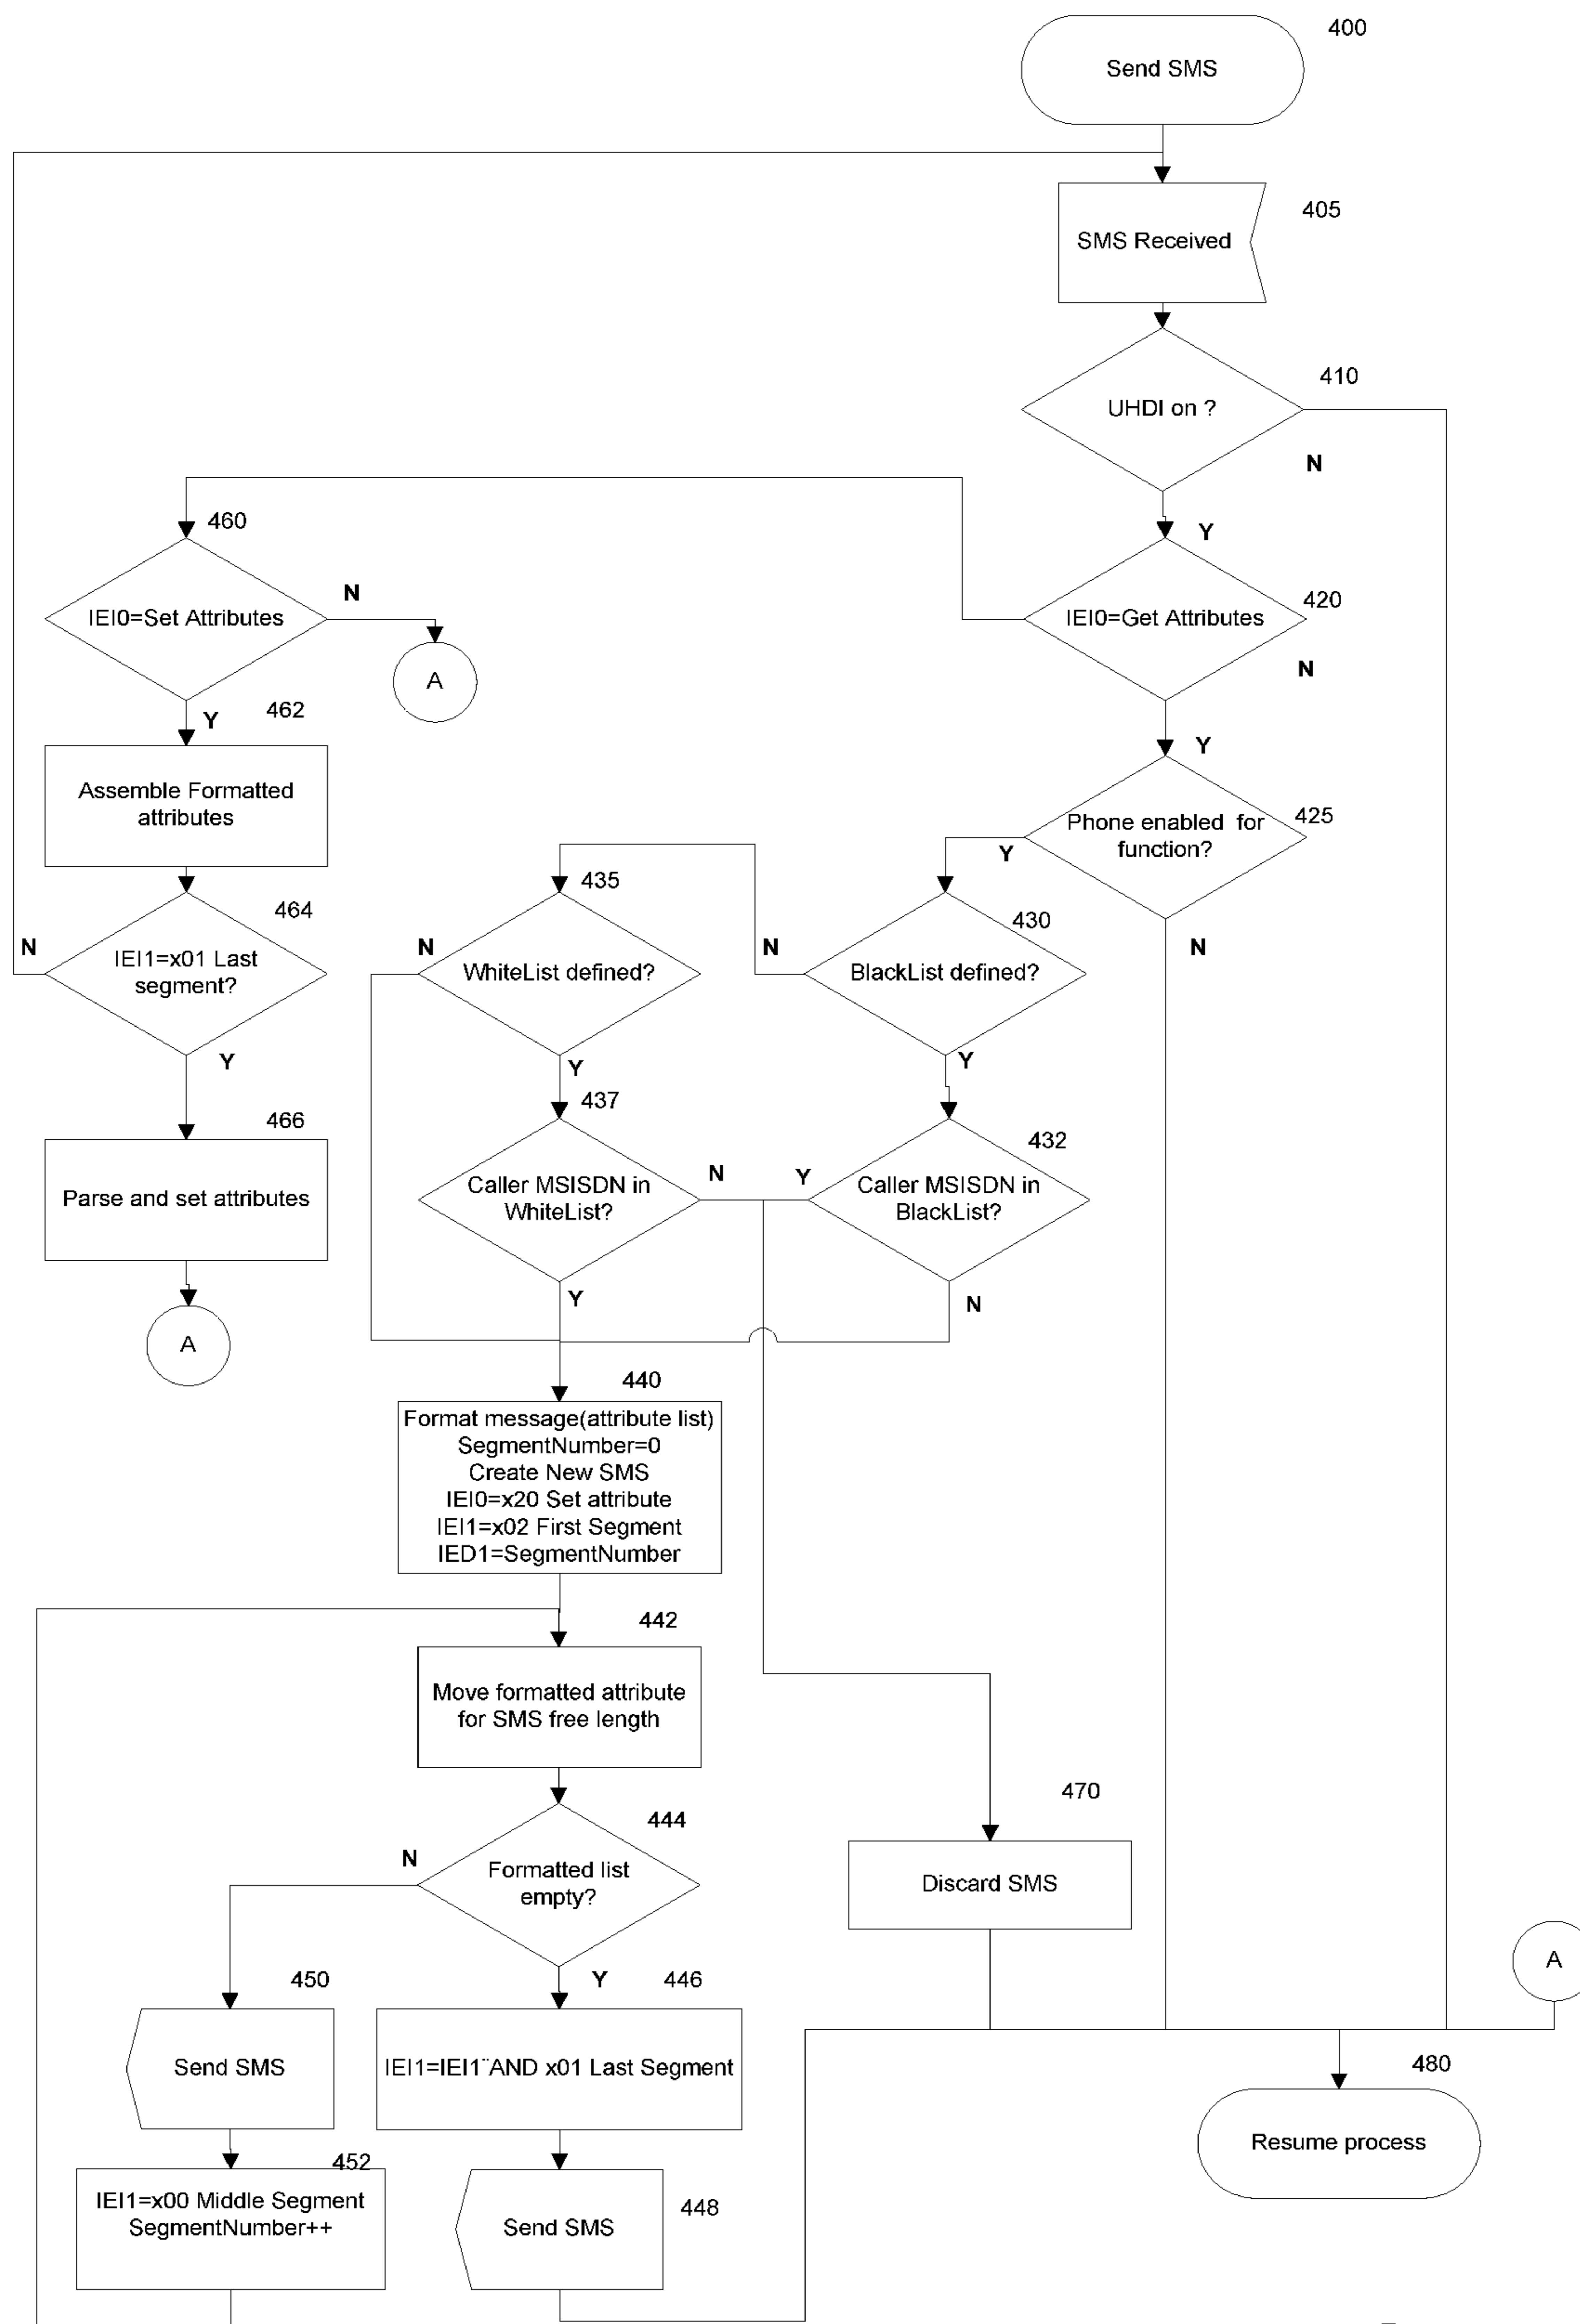 400
Send SMS
405
SMS Received
410
UHDI on ?
N
Y
460
IEI0=Set Attributes
N
A
420
IEI0=Get Attributes
N
Y
Y
462
Assemble Formatted
attributes
425
Phone enabled for
function?
Y
N
435
WhiteList defined?
N
Y
430
BlackList defined?
N
Y
464
IEI1=x01 Last
segment?
N
Y
437
Caller MSISDN in
WhiteList?
N
Y
432
Caller MSISDN in
BlackList?
Y
N
466
Parse and set attributes
A
440
Format message(attribute list)
SegmentNumber=0
Create New SMS
IEI0=x20 Set attribute
IEI1=x02 First Segment
IED1=SegmentNumber
442
Move formatted attribute
for SMS free length
444
Formatted list
empty?
N
Y
470
Discard SMS
A
450
Send SMS
446
IEI1=IEI1¨AND x01 Last Segment
480
Resume process
452
IEI1=x00 Middle Segment
SegmentNumber++
448
Send SMS